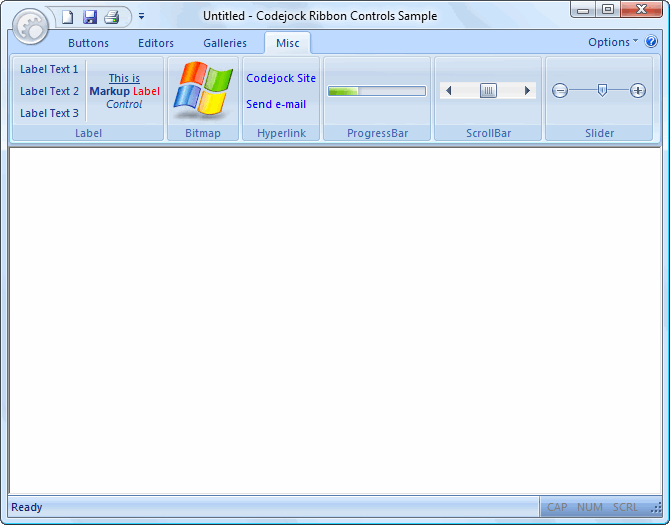 Untitled - Codejock Ribbon Controls Sample
Buttons Editors Galleries Misc Options
Label Text 1
Label Text 2
Label Text 3
This is
Markup Label
Control
Codejock Site
Send e-mail
Label Bitmap Hyperlink ProgressBar ScrollBar Slider
Ready CAP NUM SCRL